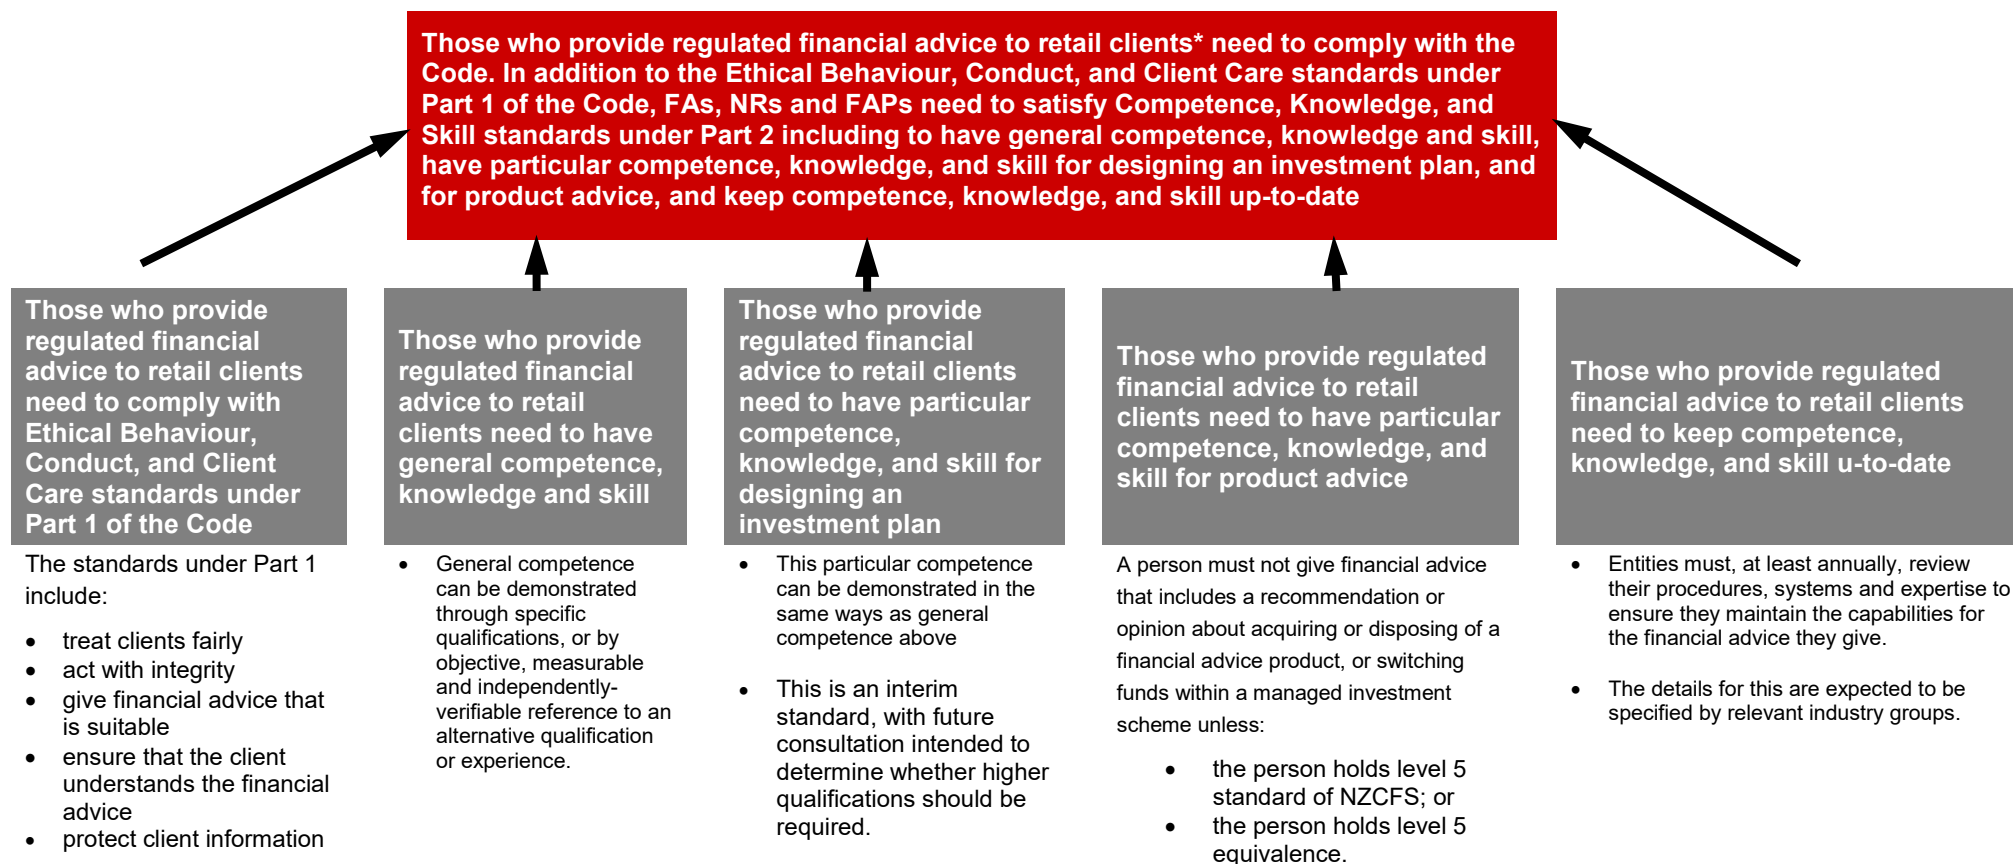 Those who provide regulated financial advice to retail clients* need to comply with the
Code. In addition to the Ethical Behaviour, Conduct, and Client Care standards under
Part 1 of the Code, FAs, NRs and FAPs need to satisfy Competence, Knowledge, and
Skill standards under Part 2 including to have general competence, knowledge and skill,
have particular competence, knowledge, and skill for designing an investment plan, and
for product advice, and keep competence, knowledge, and skill up-to-date
Those who provide
regulated financial
advice to retail clients
need to comply with
Ethical Behaviour,
Conduct, and Client
Care standards under
Part 1 of the Code
The standards under Part 1
include:
• treat clients fairly
• act with integrity
• give financial advice that
is suitable
• ensure that the client
understands the financial
advice
• protect client information
Those who provide
regulated financial
advice to retail
clients need to have
general competence,
knowledge and skill
• General competence
can be demonstrated
through specific
qualifications, or by
objective, measurable
and independently-
verifiable reference to an
alternative qualification
or experience.
Those who provide
regulated financial
advice to retail clients
need to have particular
competence,
knowledge, and skill for
designing an
investment plan
• This particular competence
can be demonstrated in the
same ways as general
competence above
• This is an interim
standard, with future
consultation intended to
determine whether higher
qualifications should be
required.
Those who provide regulated
financial advice to retail
clients need to have particular
competence, knowledge, and
skill for product advice
A person must not give financial advice
that includes a recommendation or
opinion about acquiring or disposing of a
financial advice product, or switching
funds within a managed investment
scheme unless:
• the person holds level 5
standard of NZCFS; or
• the person holds level 5
equivalence.
Those who provide regulated
financial advice to retail clients
need to keep competence,
knowledge, and skill u-to-date
• Entities must, at least annually, review
their procedures, systems and expertise to
ensure they maintain the capabilities for
the financial advice they give.
• The details for this are expected to be
specified by relevant industry groups.